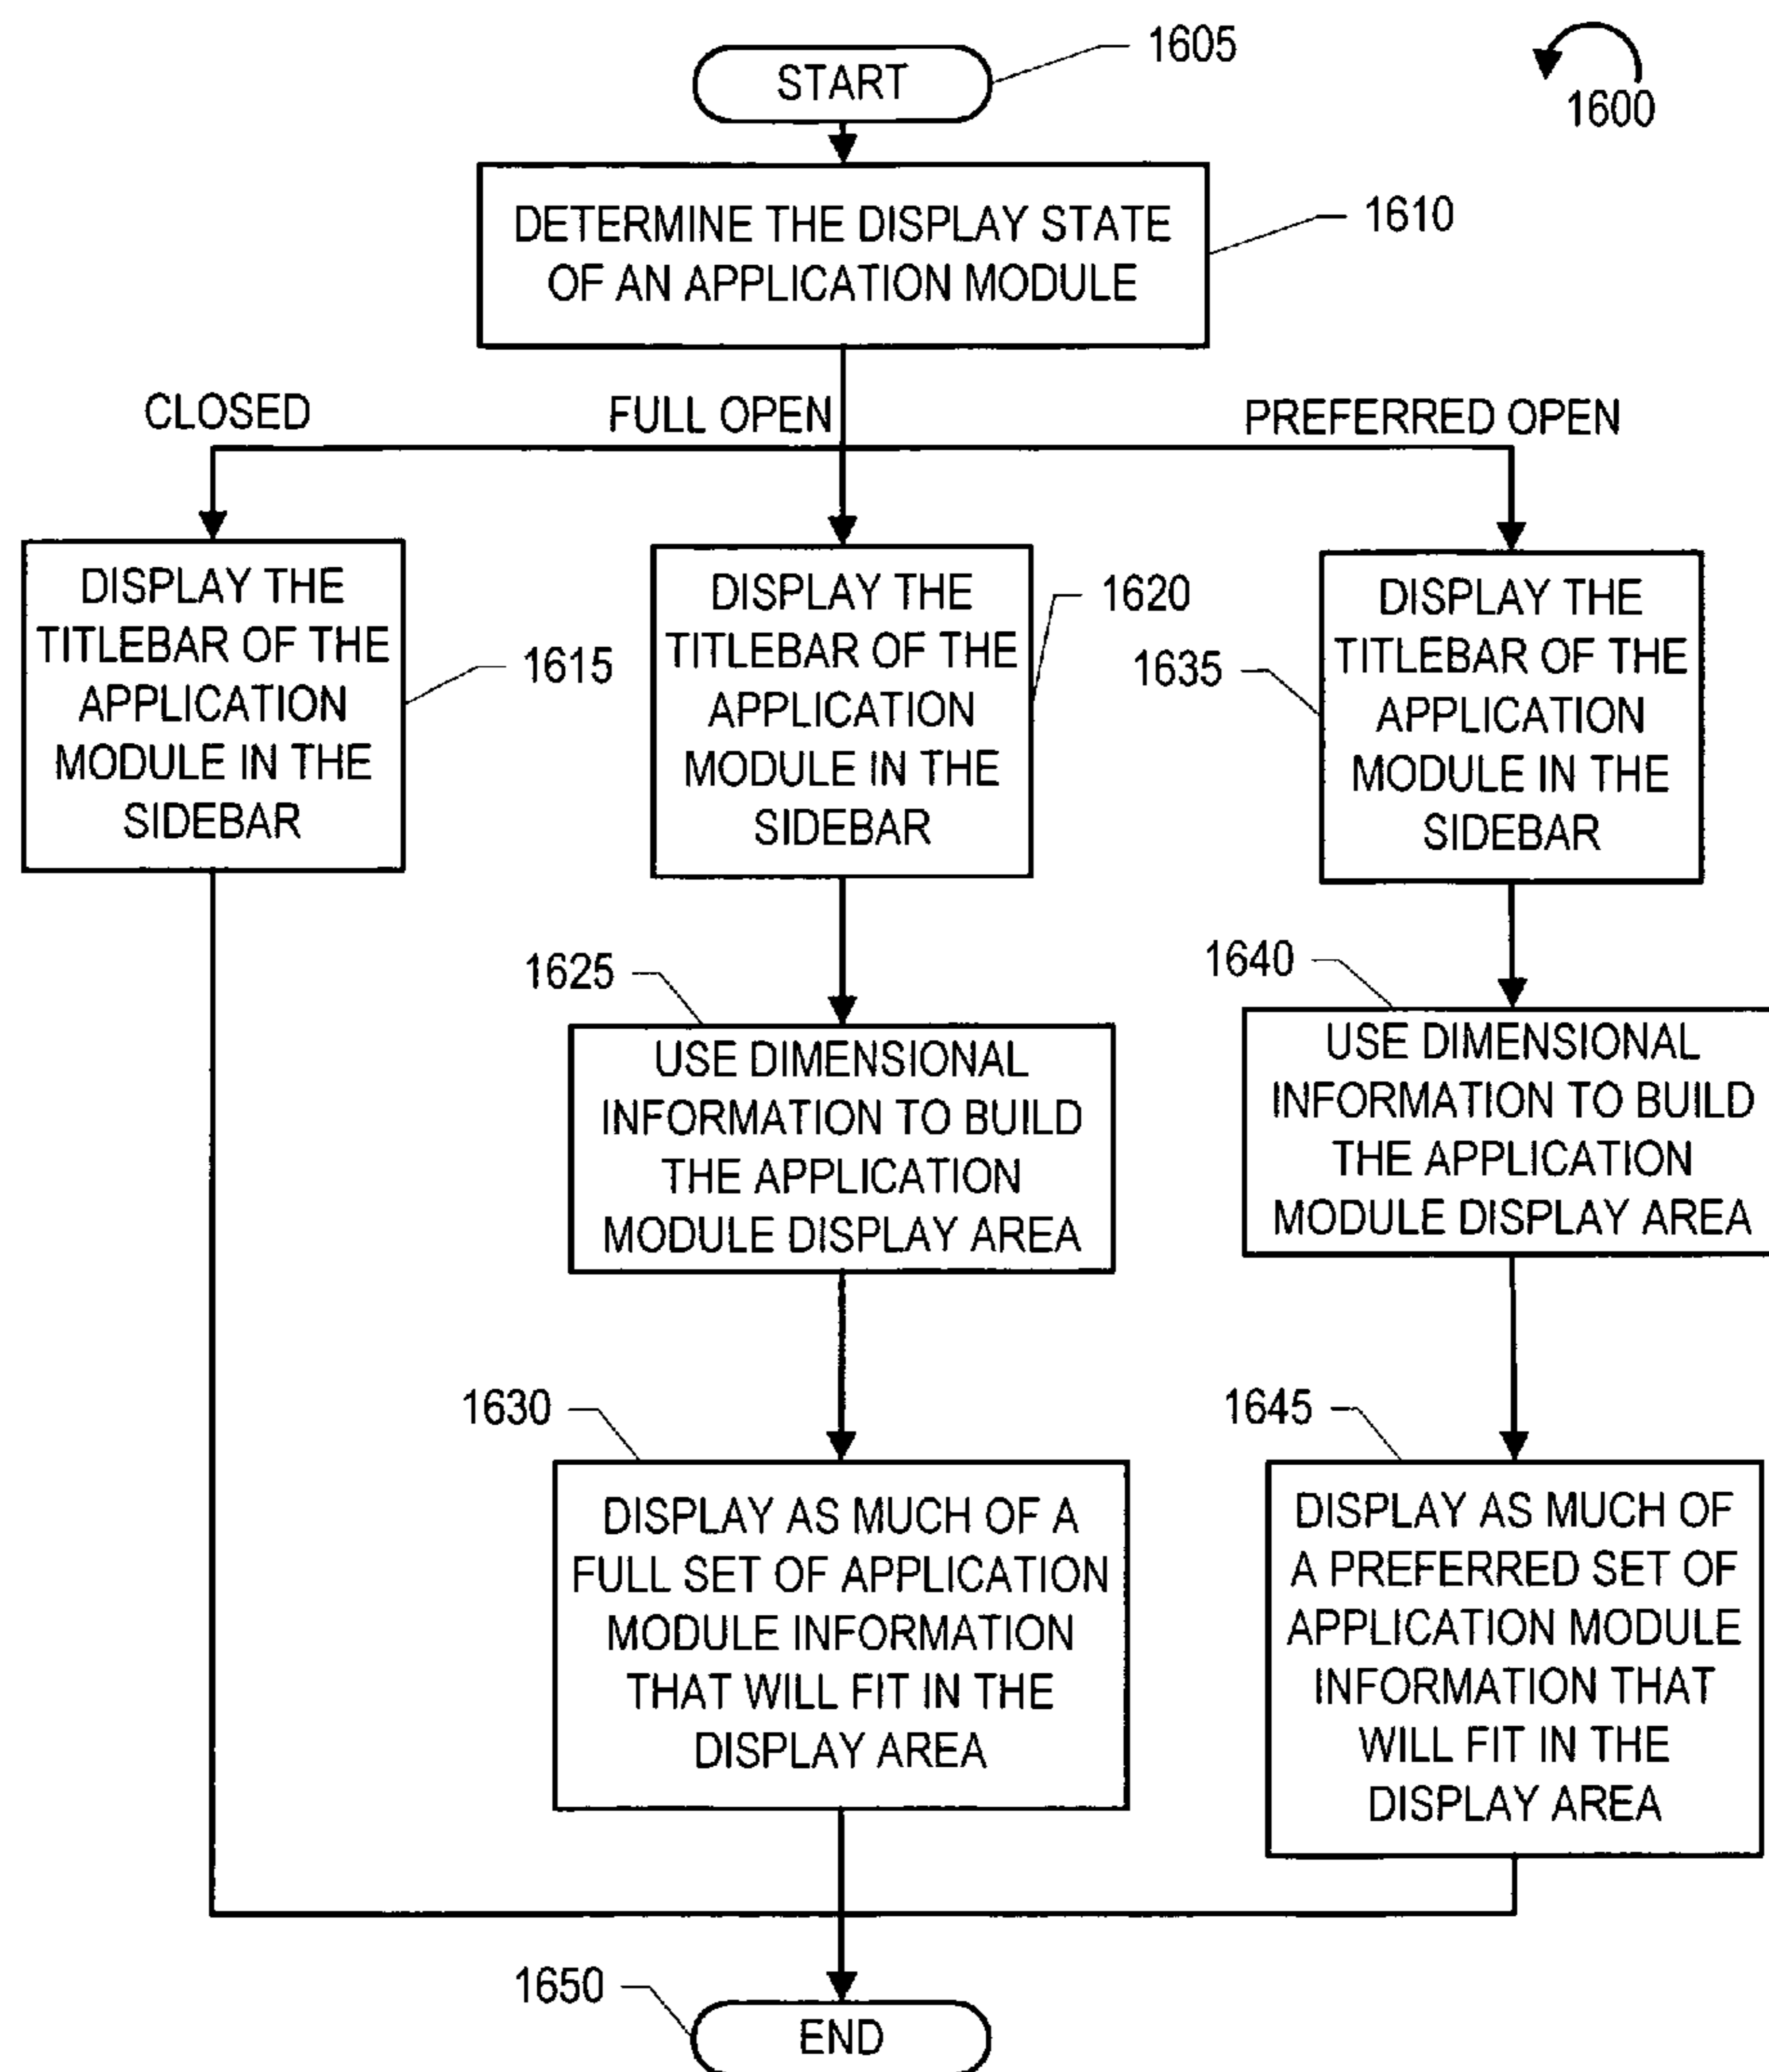 START
1605
1600
DETERMINE THE DISPLAY STATE
OF AN APPLICATION MODULE
1610
CLOSED
FULL OPEN
PREFERRED OPEN
DISPLAY THE
TITLEBAR OF THE
APPLICATION
MODULE IN THE
SIDEBAR
1615
DISPLAY THE
TITLEBAR OF THE
APPLICATION
MODULE IN THE
SIDEBAR
1620
1635
DISPLAY THE
TITLEBAR OF THE
APPLICATION
MODULE IN THE
SIDEBAR
1625
USE DIMENSIONAL
INFORMATION TO BUILD
THE APPLICATION
MODULE DISPLAY AREA
1640
USE DIMENSIONAL
INFORMATION TO BUILD
THE APPLICATION
MODULE DISPLAY AREA
1630
DISPLAY AS MUCH OF A
FULL SET OF APPLICATION
MODULE INFORMATION
THAT WILL FIT IN THE
DISPLAY AREA
1645
DISPLAY AS MUCH OF
A PREFERRED SET OF
APPLICATION MODULE
INFORMATION THAT
WILL FIT IN THE
DISPLAY AREA
1650
END